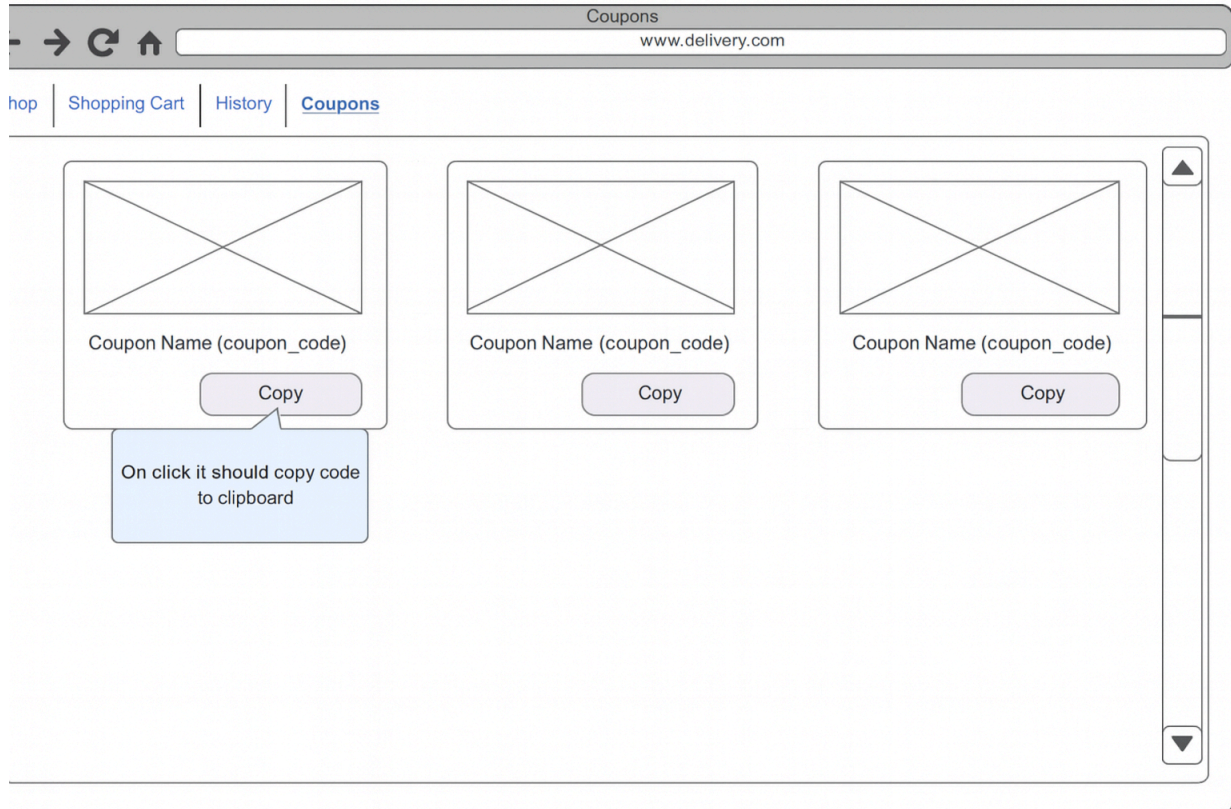 Coupons
www.delivery.com
hop Shopping Cart History Coupons
Coupon Name (coupon_code) Coupon Name (coupon_code) Coupon Name (coupon_code)
Copy Copy Copy
On click it should copy code
to clipboard